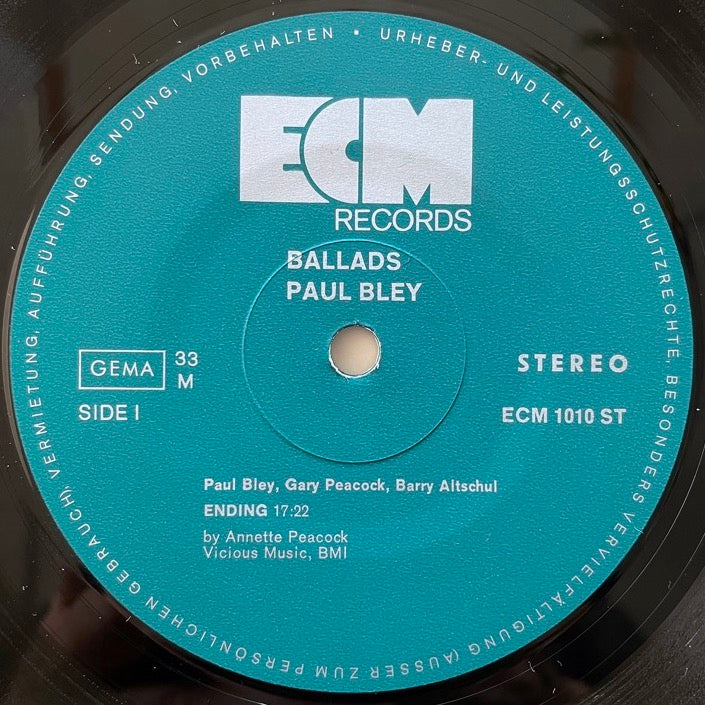 URHEBER- UND LEISTUNGSSCHUTZRECHTE, BESONDERS VERVIELFÄLTIGUNG (AUSSER ZUM PERSÖNLICHEN GEBRAUCH), VERMIETUNG, AUFFÜHRUNG, SENDUNG, VORBEHALTEN •
ECM
RECORDS
BALLADS
PAUL BLEY
GEMA
33
M
STEREO
SIDE I
ECM 1010 ST
Paul Bley, Gary Peacock, Barry Altschul
ENDING 17:22
by Annette Peacock
Vicious Music, BMI